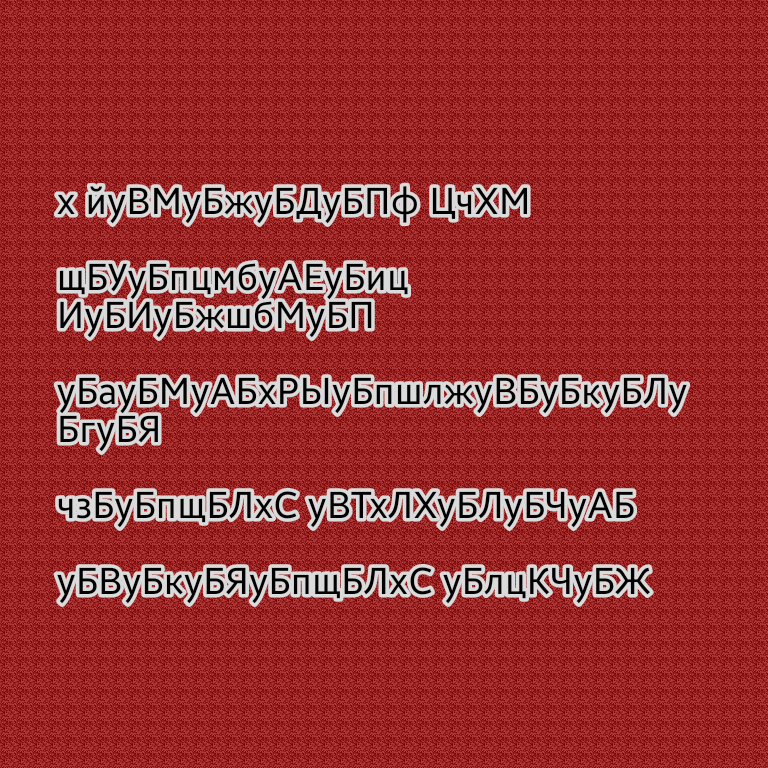 х йуВМуБжуБДуБПф ЦчХМ
щБУуБпцмбуАЕуБиц
ИуБИуБжшбМуБП
уБауБМуАБхРЫуБпшлжуВБуБкуБЛу
БгуБЯ
чзБуБпщБЛхС уВТхЛХуБЛуБЧуАБ
уБВуБкуБЯуБпщБЛхС уБлцКЧуБЖ